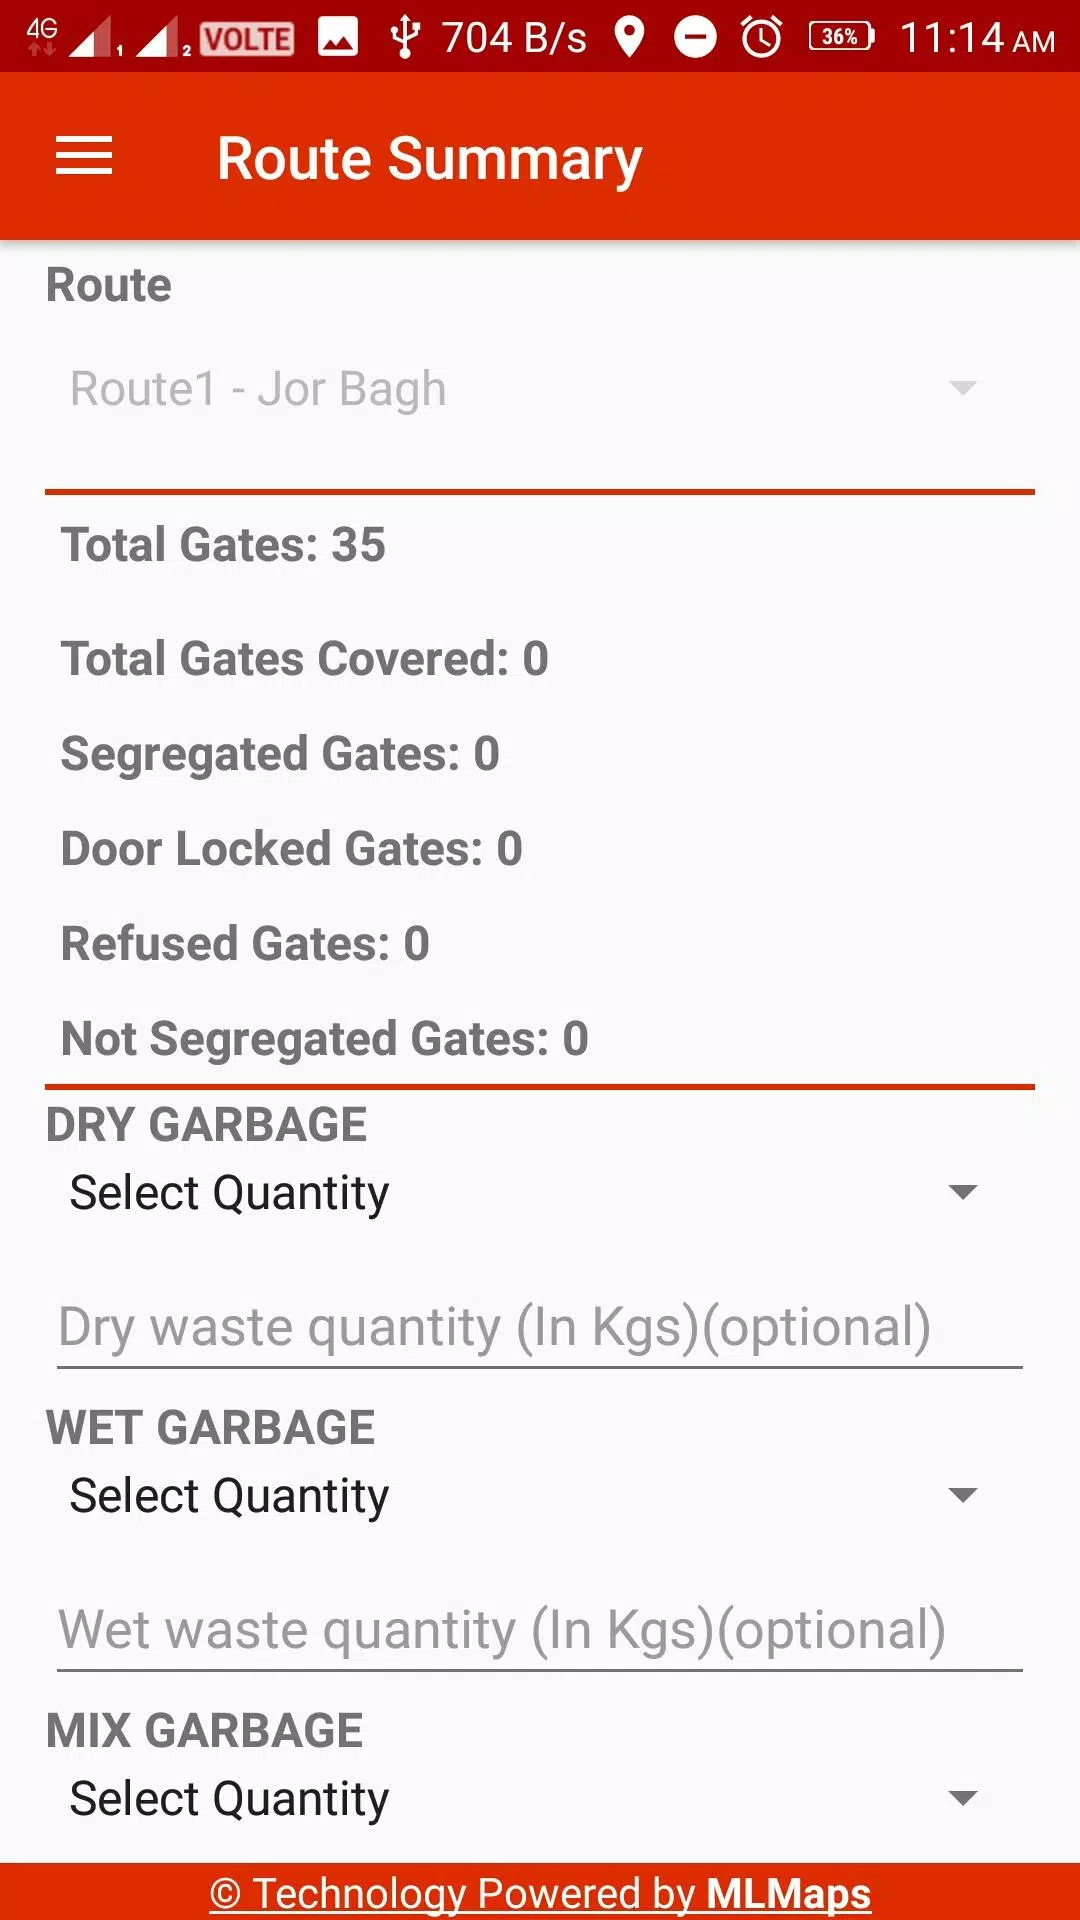 4G 1 2 VOLTE 704 B/s 36% 11:14 AM
Route Summary
Route
Route1 - Jor Bagh
Total Gates: 35
Total Gates Covered: 0
Segregated Gates: 0
Door Locked Gates: 0
Refused Gates: 0
Not Segregated Gates: 0
DRY GARBAGE
Select Quantity
Dry waste quantity (In Kgs)(optional)
WET GARBAGE
Select Quantity
Wet waste quantity (In Kgs)(optional)
MIX GARBAGE
Select Quantity
© Technology Powered by MLMaps